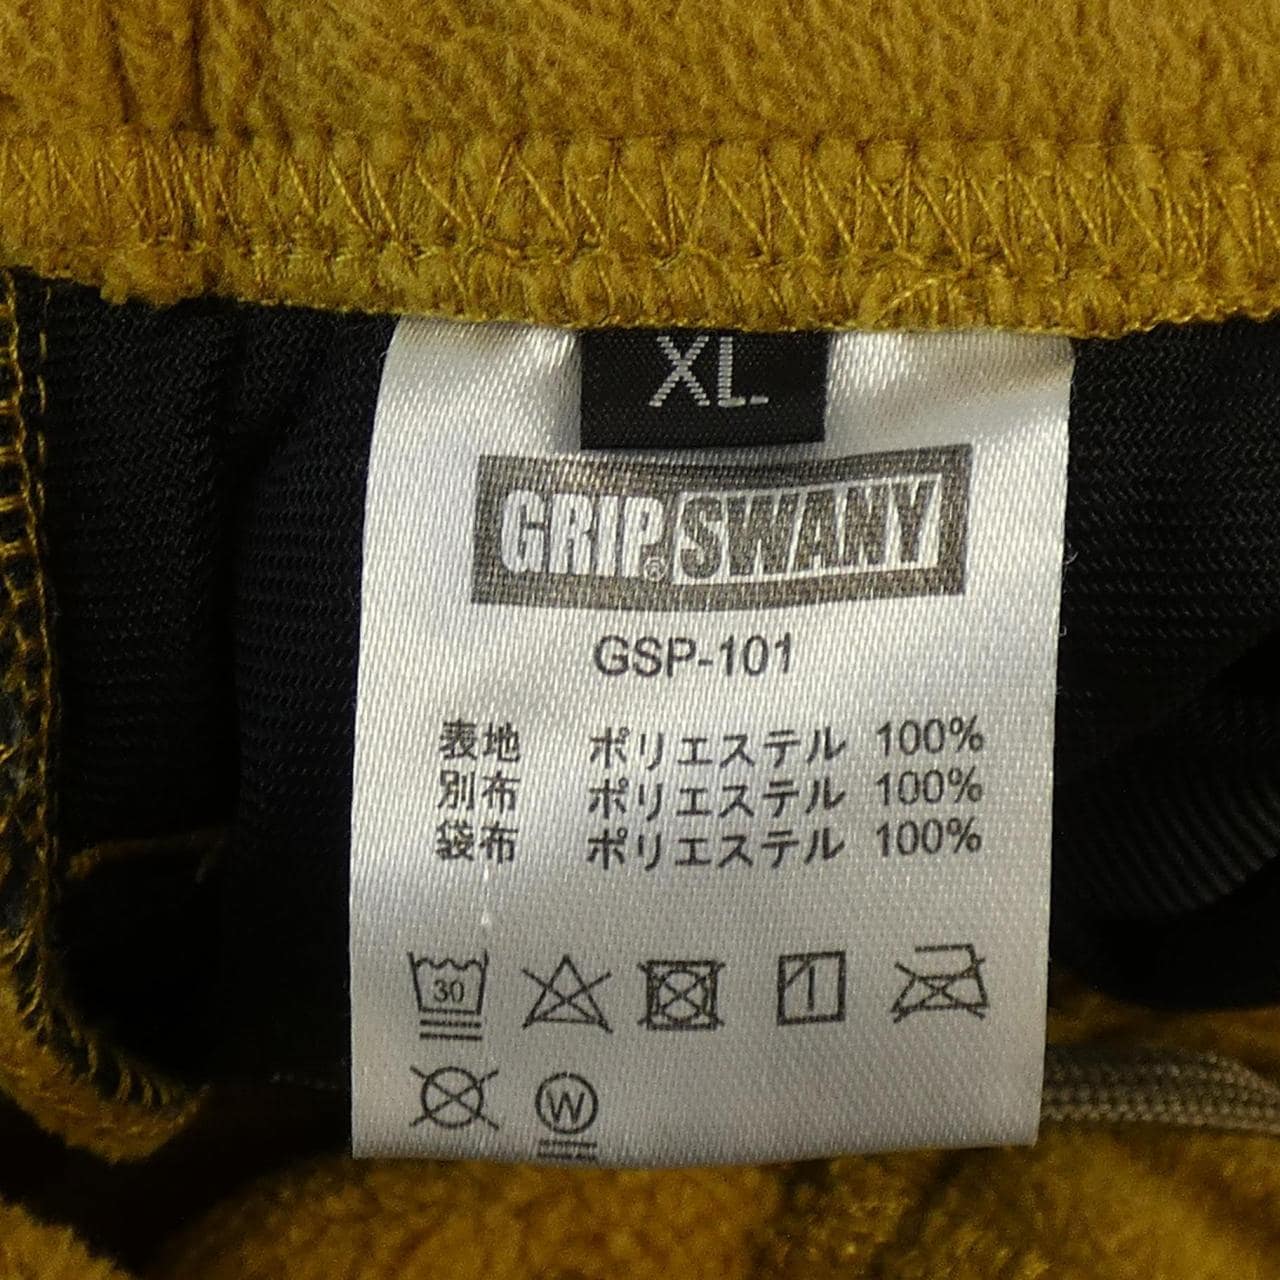 XL
GRIP® SWANY
GSP-101
表地 ポリエステル 100%
別布 ポリエステル 100%
袋布 ポリエステル 100%
30
W